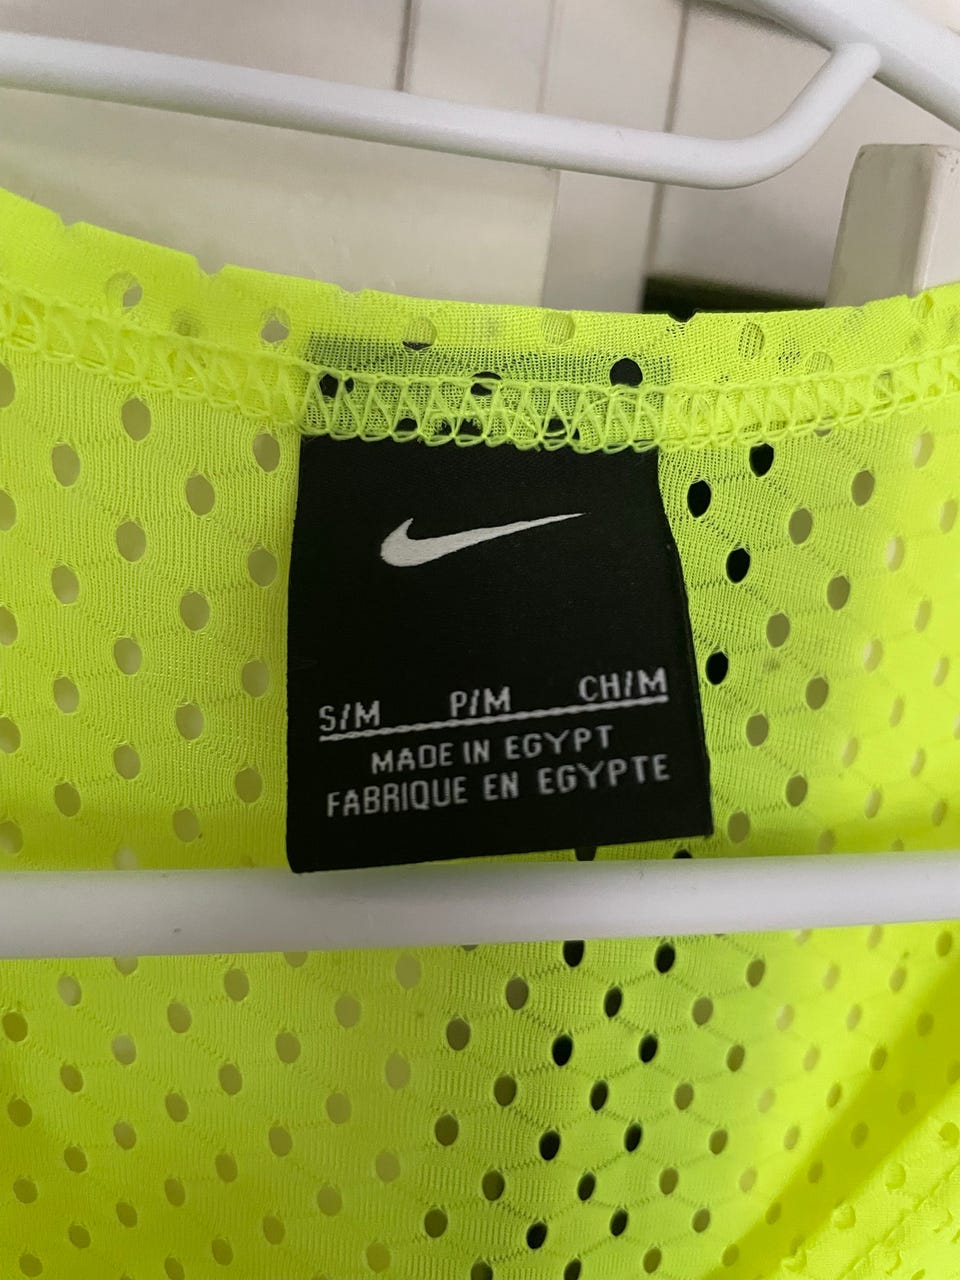 S/M P/M CH/M
MADE IN EGYPT
FABRIQUE EN EGYPTE